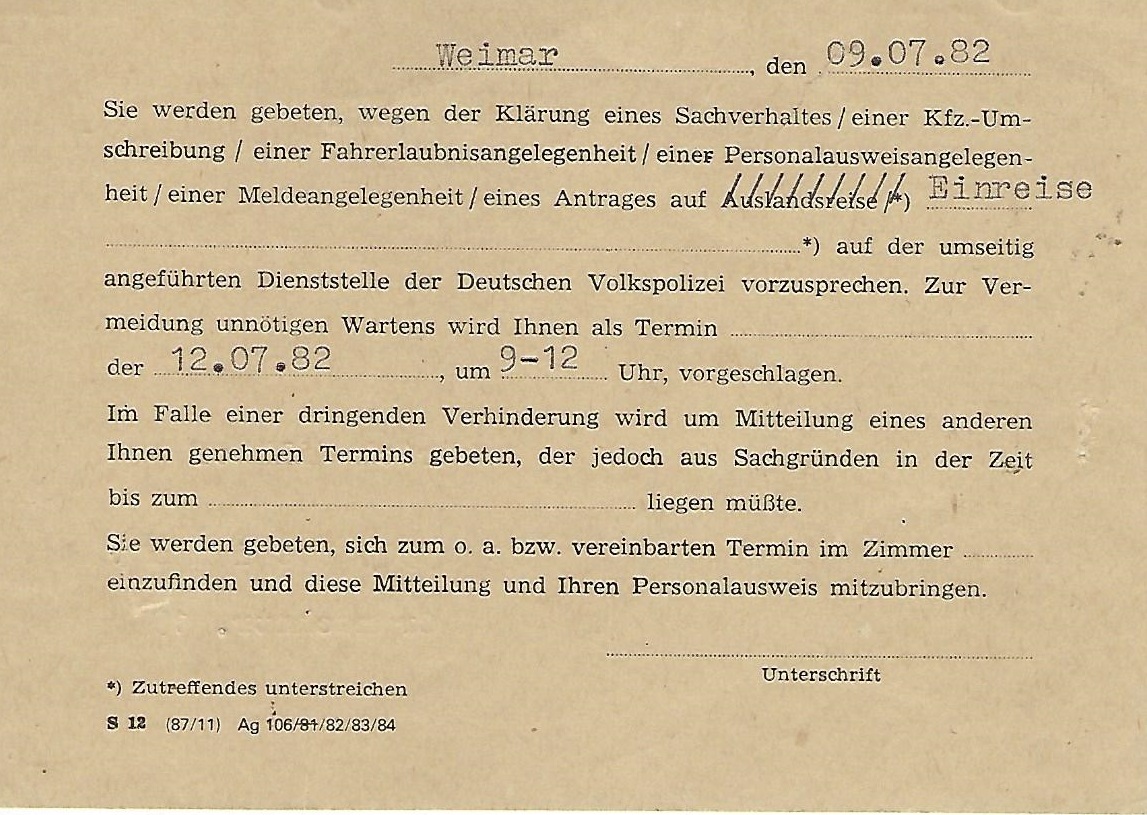 Weimar, den 09.07.82
Sie werden gebeten, wegen der Klärung eines Sachverhaltes / einer Kfz.-Um-
schreibung / einer Fahrerlaubnisangelegenheit / einer Personalausweisangelegen-
heit / einer Meldeangelegenheit / eines Antrages auf Auslandsreise /*) Einreise
*) auf der umseitig
angeführten Dienststelle der Deutschen Volkspolizei vorzusprechen. Zur Ver-
meidung unnötigen Wartens wird Ihnen als Termin
der 12.07.82, um 9-12 Uhr, vorgeschlagen.
Im Falle einer dringenden Verhinderung wird um Mitteilung eines anderen
Ihnen genehmen Termins gebeten, der jedoch aus Sachgründen in der Zeit
bis zum liegen müßte.
Sie werden gebeten, sich zum o. a. bzw. vereinbarten Termin im Zimmer
einzufinden und diese Mitteilung und Ihren Personalausweis mitzubringen.
Unterschrift
*) Zutreffendes unterstreichen
S 12 (87/11) Ag 106/81/82/83/84